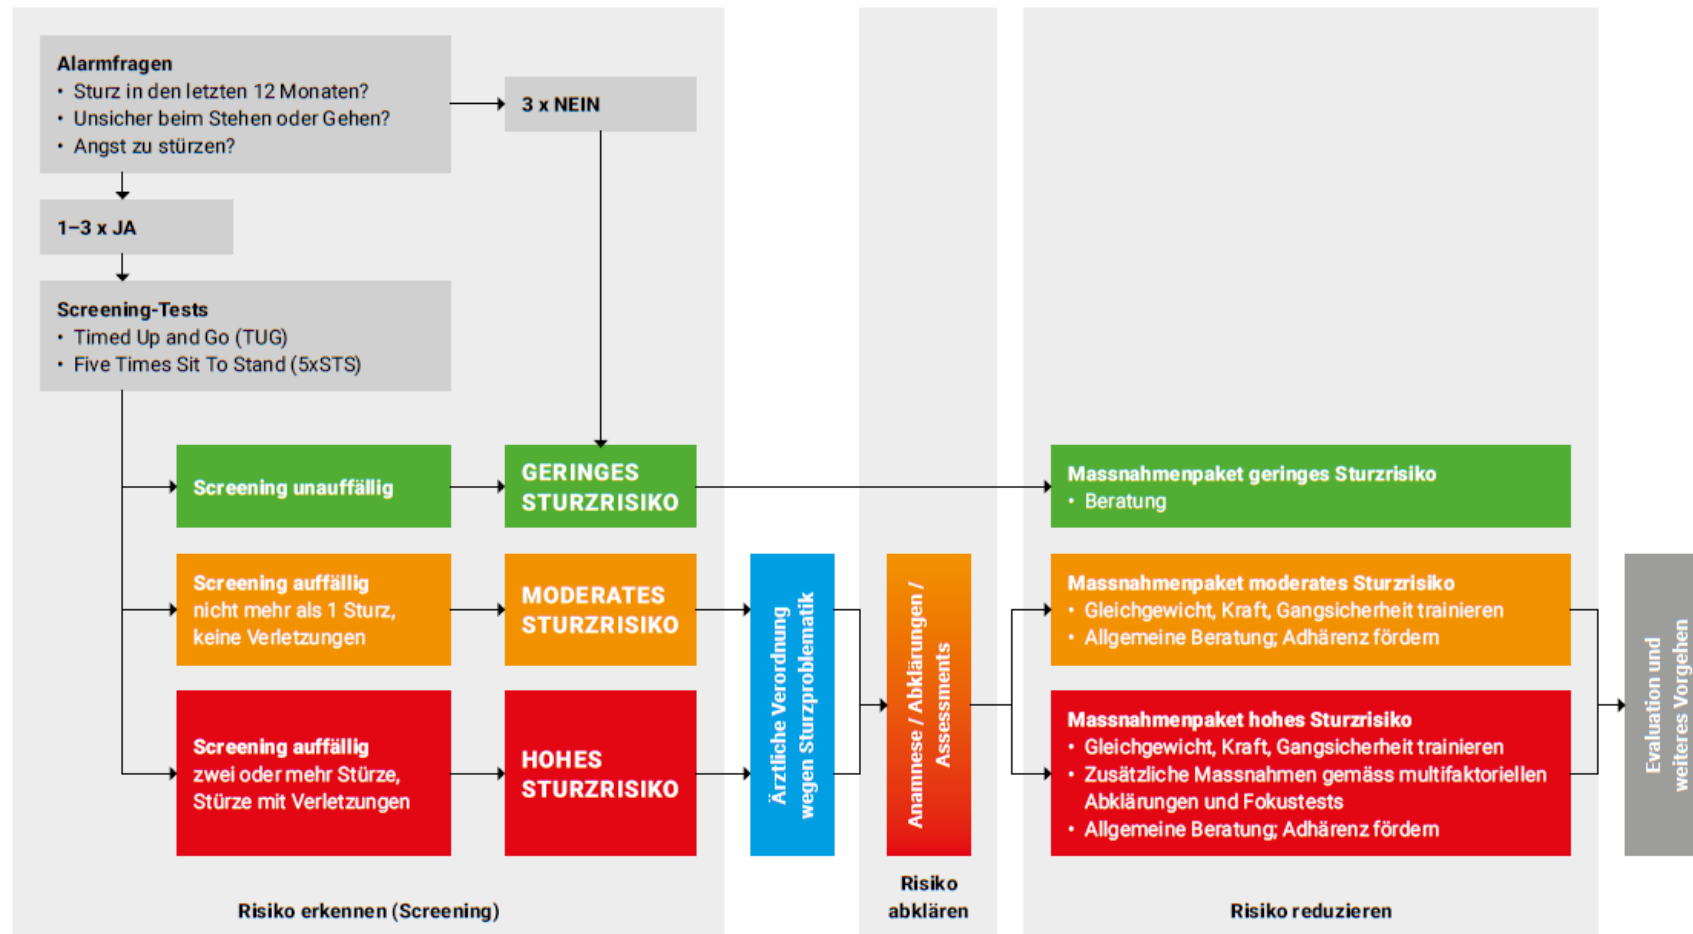 Alarmfragen
• Sturz in den letzten 12 Monaten?
• Unsicher beim Stehen oder Gehen?
• Angst zu stürzen?
3 x NEIN
1–3 x JA
Screening-Tests
• Timed Up and Go (TUG)
• Five Times Sit To Stand (5xSTS)
Screening unauffällig
GERINGES
STURZRISIKO
Massnahmenpaket geringes Sturzrisiko
• Beratung
Screening auffällig
nicht mehr als 1 Sturz,
keine Verletzungen
MODERATES
STURZRISIKO
Screening auffällig
zwei oder mehr Stürze,
Stürze mit Verletzungen
HOHES
STURZRISIKO
Ärztliche Verordnung
wegen Sturzproblematik
Anamnese / Abklärungen /
Assessments
Massnahmenpaket moderates Sturzrisiko
• Gleichgewicht, Kraft, Gangsicherheit trainieren
• Allgemeine Beratung; Adhärenz fördern
Massnahmenpaket hohes Sturzrisiko
• Gleichgewicht, Kraft, Gangsicherheit trainieren
• Zusätzliche Massnahmen gemäss multifaktoriellen
Abklärungen und Fokustests
• Allgemeine Beratung; Adhärenz fördern
Evaluation und
weiteres Vorgehen
Risiko erkennen (Screening)
Risiko
abklären
Risiko reduzieren